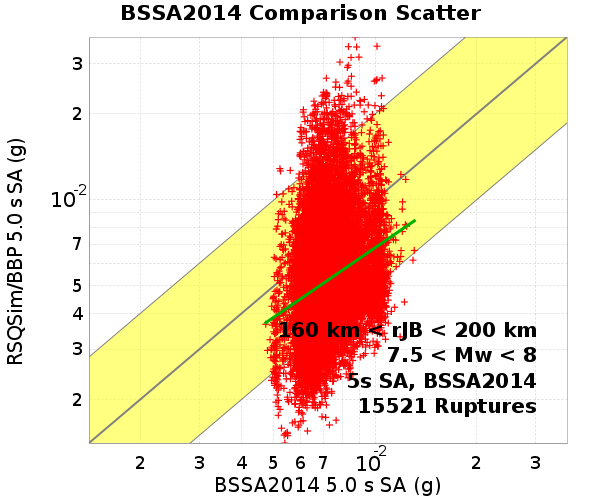 BSSA2014 Comparison Scatter
RSQSim/BBP 5.0 s SA (g)
3
2
10-2
7
5
4
3
2
160 km < rJB < 200 km
7.5 < Mw < 8
5s SA, BSSA2014
15521 Ruptures
2 3 4 5 6 7 10-2 2 3
BSSA2014 5.0 s SA (g)